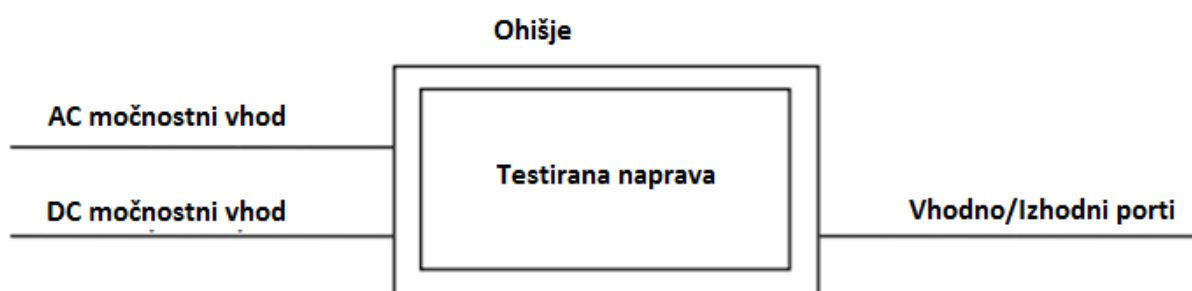 Ohišje
AC močnostni vhod
Testirana naprava
DC močnostni vhod
Vhodno/Izhodni porti